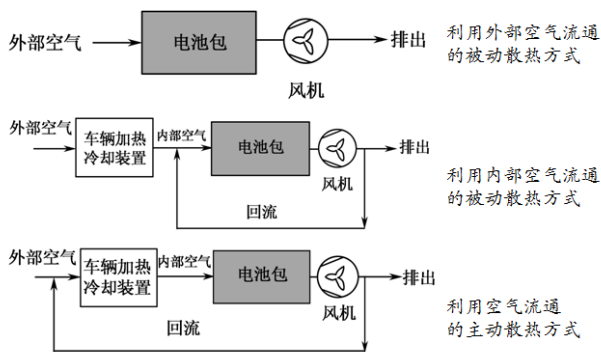 外部空气
电池包
风机
排出
利用外部空气流通
的被动散热方式
外部空气
车辆加热
冷却装置
内部空气
电池包
风机
排出
回流
利用内部空气流通
的被动散热方式
外部空气
车辆加热
冷却装置
内部空气
电池包
风机
排出
回流
利用空气流通
的主动散热方式